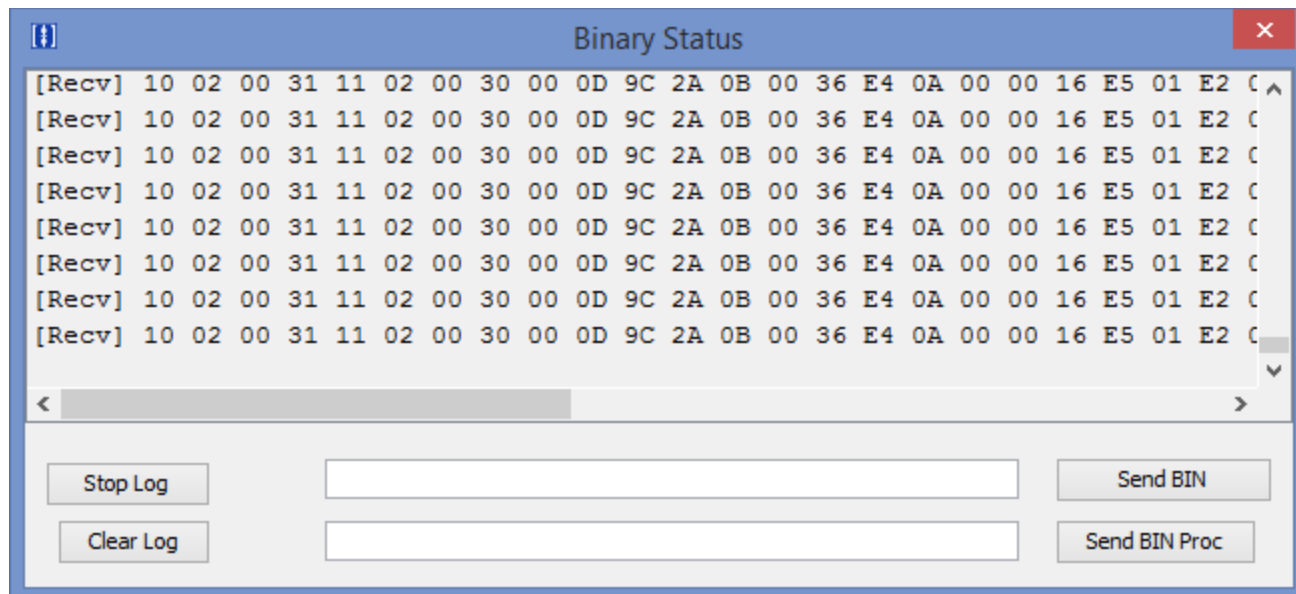 Binary Status
[Recv] 10 02 00 31 11 02 00 30 00 0D 9C 2A 0B 00 36 E4 0A 00 00 16 E5 01 E2
[Recv] 10 02 00 31 11 02 00 30 00 0D 9C 2A 0B 00 36 E4 0A 00 00 16 E5 01 E2
[Recv] 10 02 00 31 11 02 00 30 00 0D 9C 2A 0B 00 36 E4 0A 00 00 16 E5 01 E2
[Recv] 10 02 00 31 11 02 00 30 00 0D 9C 2A 0B 00 36 E4 0A 00 00 16 E5 01 E2
[Recv] 10 02 00 31 11 02 00 30 00 0D 9C 2A 0B 00 36 E4 0A 00 00 16 E5 01 E2
[Recv] 10 02 00 31 11 02 00 30 00 0D 9C 2A 0B 00 36 E4 0A 00 00 16 E5 01 E2
[Recv] 10 02 00 31 11 02 00 30 00 0D 9C 2A 0B 00 36 E4 0A 00 00 16 E5 01 E2
[Recv] 10 02 00 31 11 02 00 30 00 0D 9C 2A 0B 00 36 E4 0A 00 00 16 E5 01 E2
Stop Log
Send BIN
Clear Log
Send BIN Proc